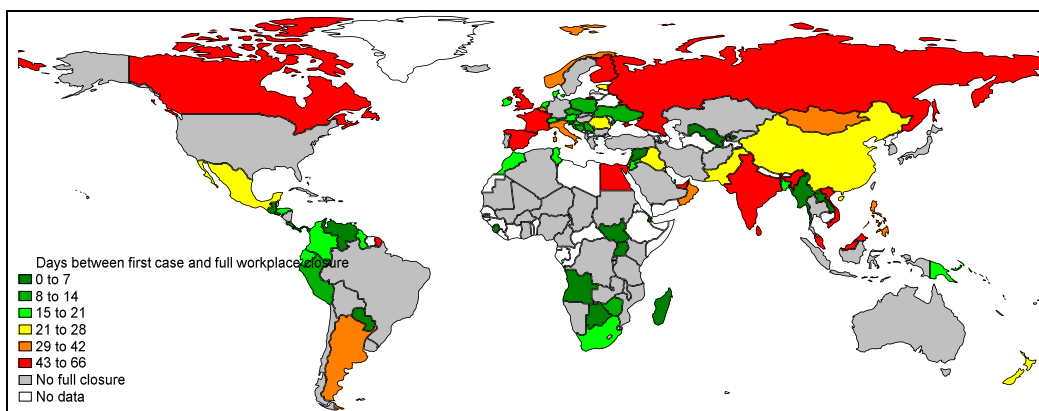 Days between first case and full workplace closure
0 to 7
8 to 14
15 to 21
21 to 28
29 to 42
43 to 66
No full closure
No data